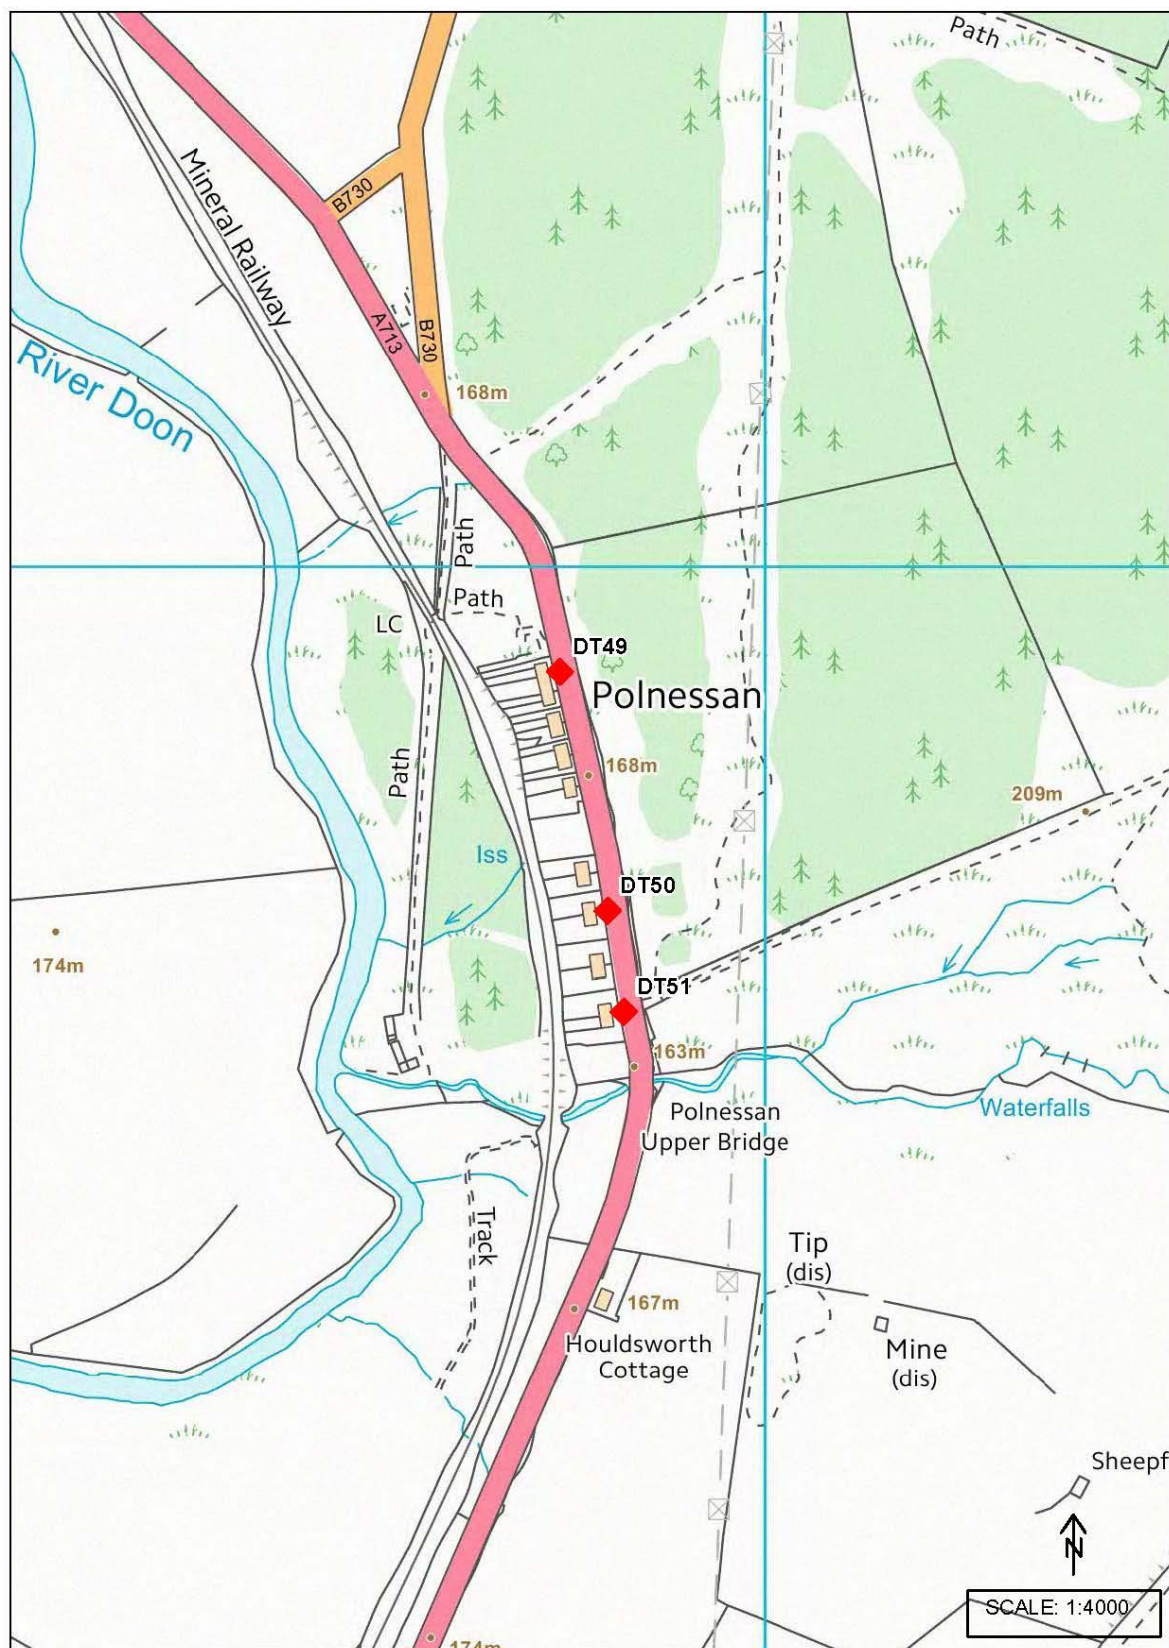 Path
Mineral Railway
B730
A713
B730
River Doon
168m
Path
Path
LC
DT49
Polnessan
168m
Path
209m
Iss
DT50
174m
DT51
163m
Polnessan
Upper Bridge
Waterfalls
Track
Tip
(dis)
167m
Houldsworth
Cottage
Mine
(dis)
Sheepf
N
SCALE: 1:4000
174m